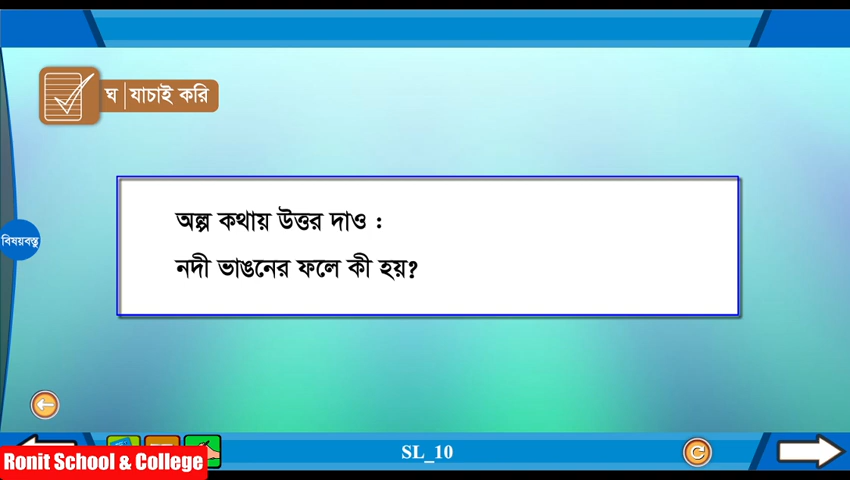 ঘ | যাচাই করি
অল্প কথায় উত্তর দাও :
নদী ভাঙনের ফলে কী হয়?
বিষয়বস্তু
SL_10
Ronit School & College